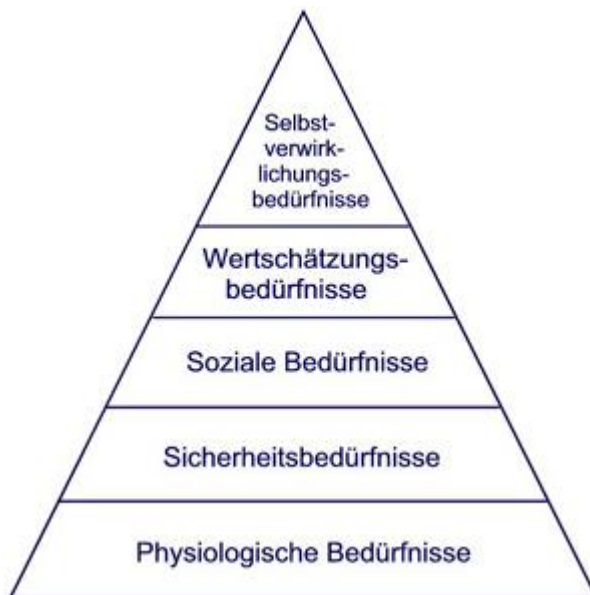 Selbst-
verwirk-
lichungs-
bedürfnisse
Wertschätzungs-
bedürfnisse
Soziale Bedürfnisse
Sicherheitsbedürfnisse
Physiologische Bedürfnisse